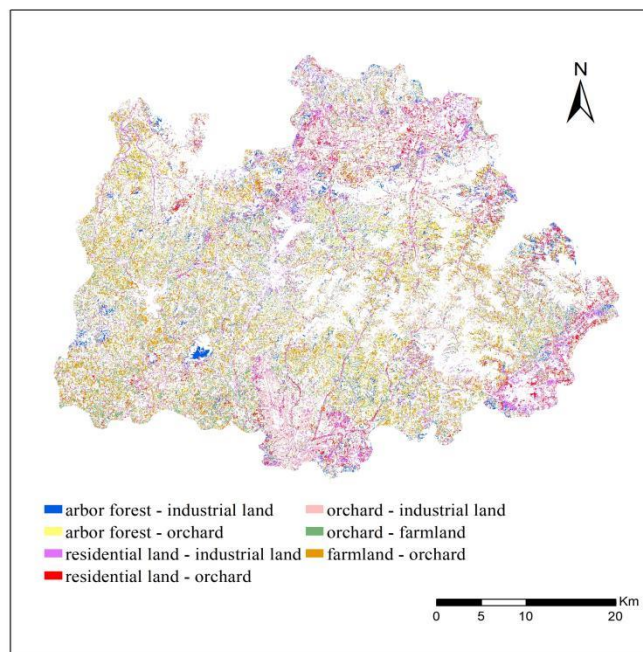 N
arbor forest - industrial land
arbor forest - orchard
residential land - industrial land
residential land - orchard
orchard - industrial land
orchard - farmland
farmland - orchard
Km
0 5 10 20